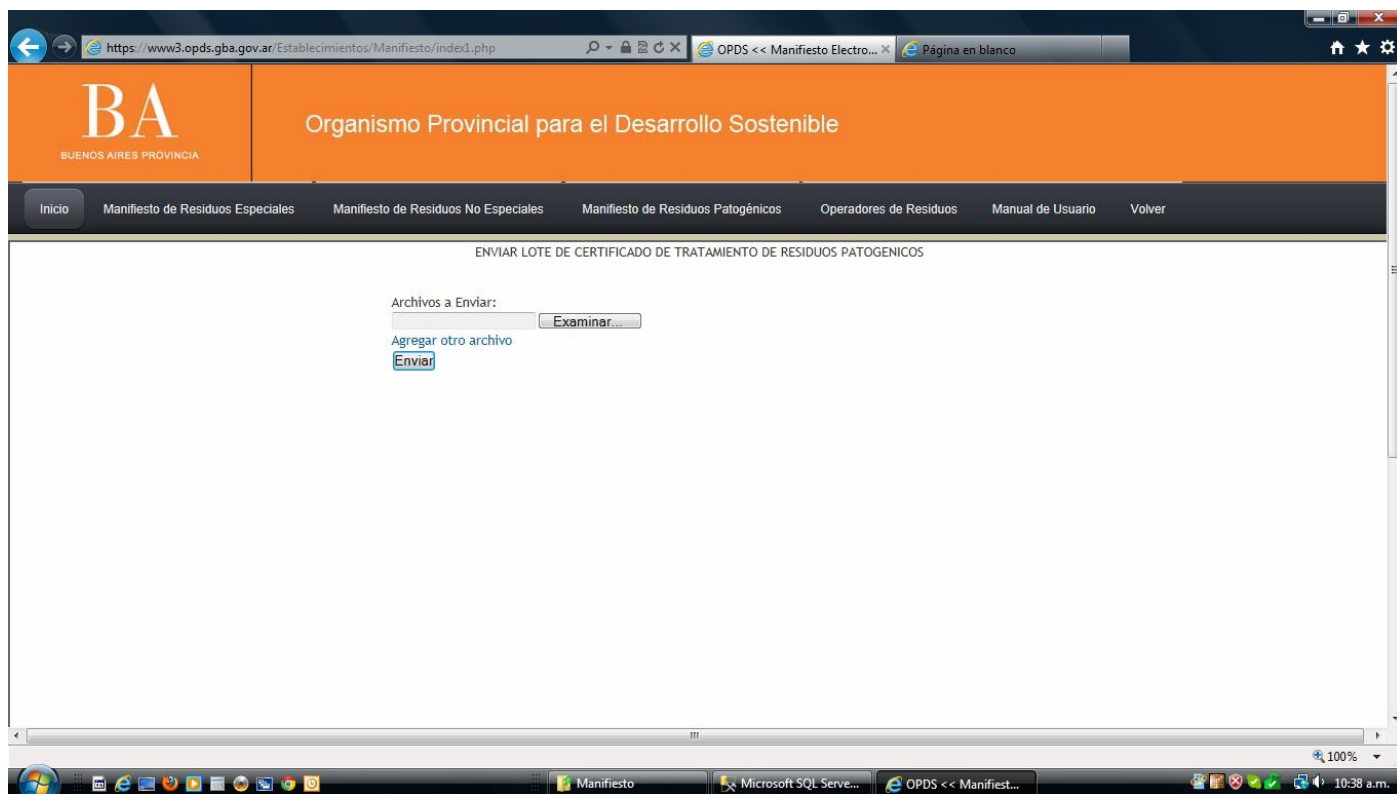 https://www3.opds.gba.gov.ar/Establecimientos/Manifiesto/index1.php
OPDS << Manifiesto Electro...
Página en blanco
BA
BUENOS AIRES PROVINCIA
Organismo Provincial para el Desarrollo Sostenible
Inicio Manifiesto de Residuos Especiales Manifiesto de Residuos No Especiales Manifiesto de Residuos Patogénicos Operadores de Residuos Manual de Usuario Volver
ENVIAR LOTE DE CERTIFICADO DE TRATAMIENTO DE RESIDUOS PATOGENICOS
Archivos a Enviar:
Examinar...
Agregar otro archivo
Enviar
100%
Manifiesto Microsoft SQL Serve... OPDS << Manifiest... 10:38 a.m.